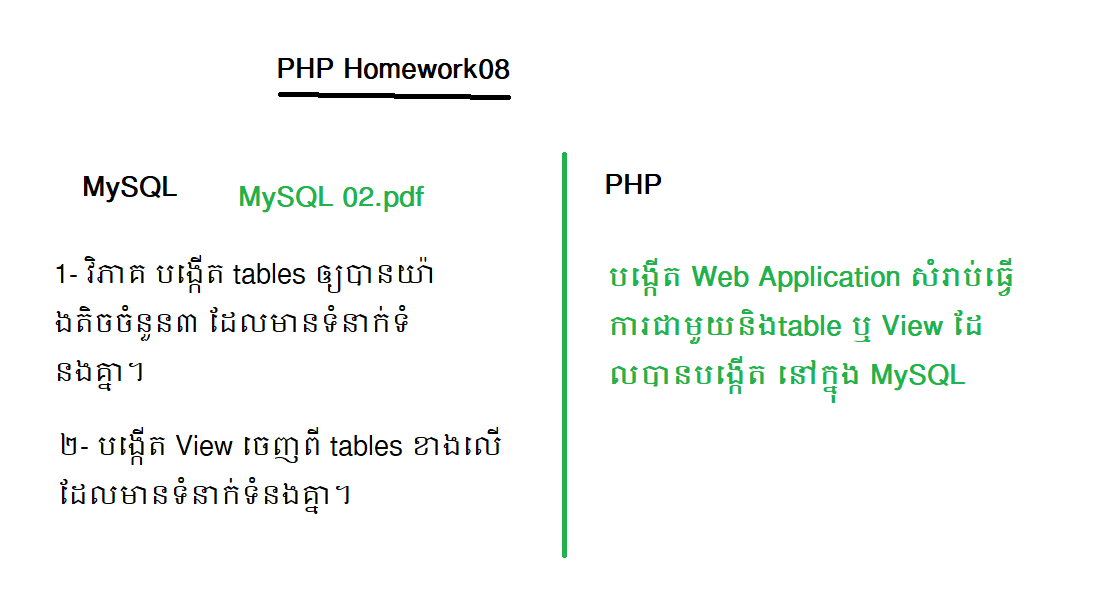 PHP Homework08
MySQL
MySQL 02.pdf
1- វិភាគ បង្កើត tables ឲ្យបានយ៉ា
ងតិចចំនួន៣ ដែលមានទំនាក់ទំ
នងគ្នា។
២- បង្កើត View ចេញពី tables ខាងលើ
ដែលមានទំនាក់ទំនងគ្នា។
PHP
បង្កើត Web Application សំរាប់ធ្វើ
ការជាមួយនិងtable ឬ View ដែ
លបានបង្កើត នៅក្នុង MySQL